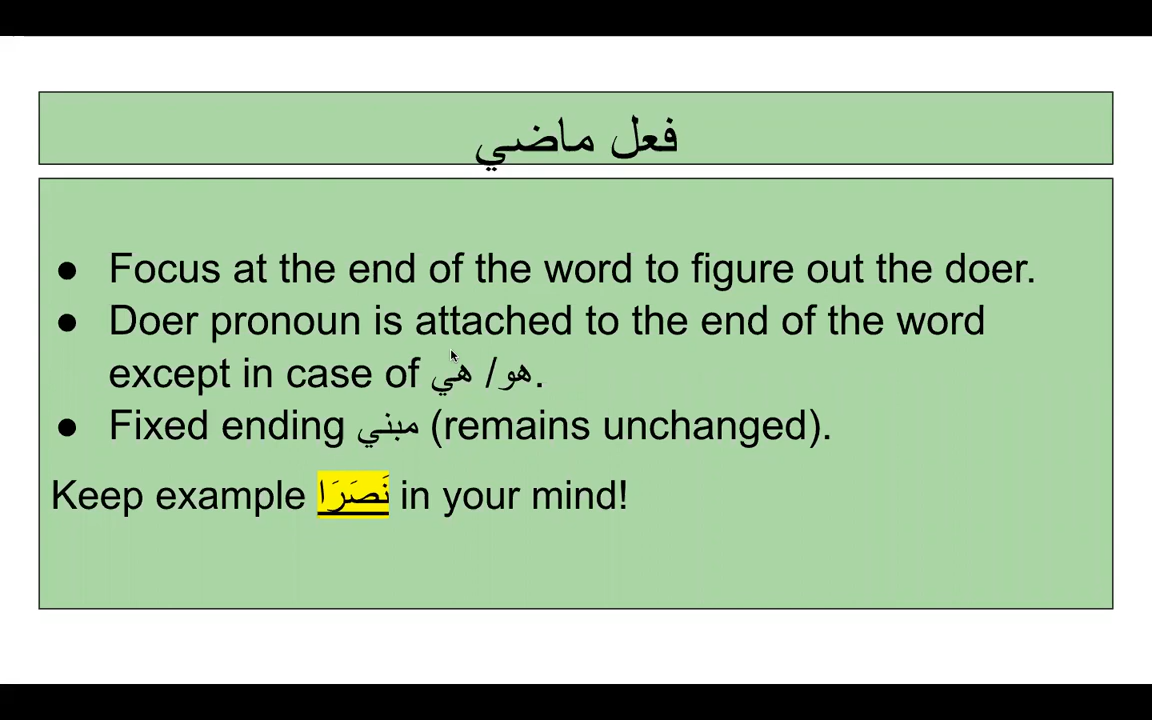 فعل ماضي
● Focus at the end of the word to figure out the doer.
● Doer pronoun is attached to the end of the word
except in case of هو/ هي.
● Fixed ending مبني (remains unchanged).
Keep example نَصَرَا in your mind!